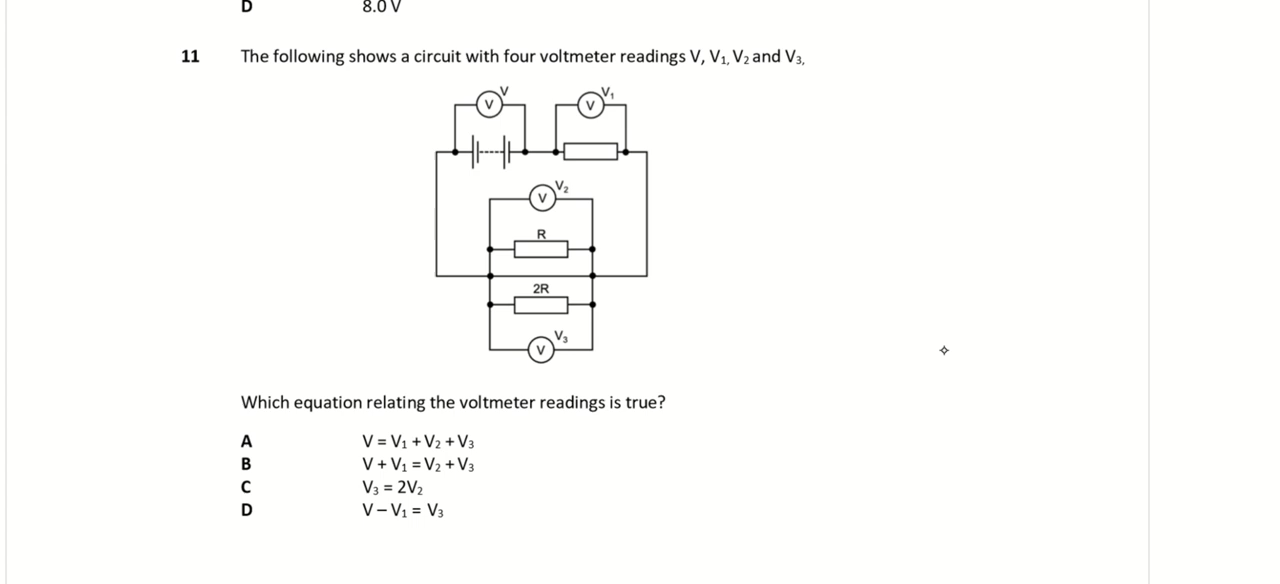 D 8.0 V
11 The following shows a circuit with four voltmeter readings V, V₁, V₂ and V₃,
V V V V₁
V V₂
R
2R
V V₃
Which equation relating the voltmeter readings is true?
A V = V₁ + V₂ + V₃
B V + V₁ = V₂ + V₃
C V₃ = 2V₂
D V – V₁ = V₃